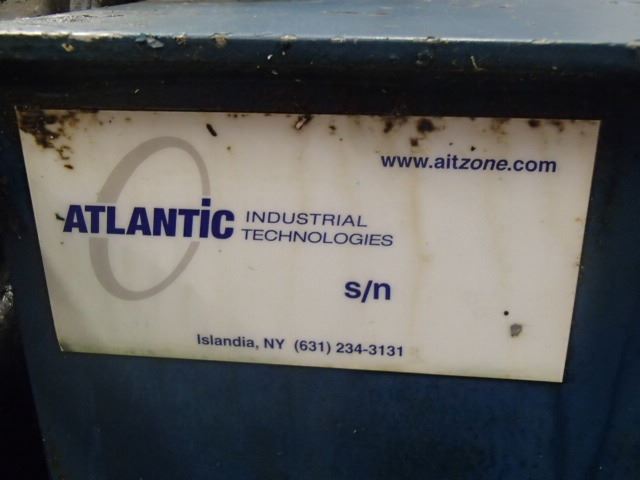 www.aitzone.com
ATLANTiC INDUSTRIAL
TECHNOLOGIES
s/n
Islandia, NY (631) 234-3131